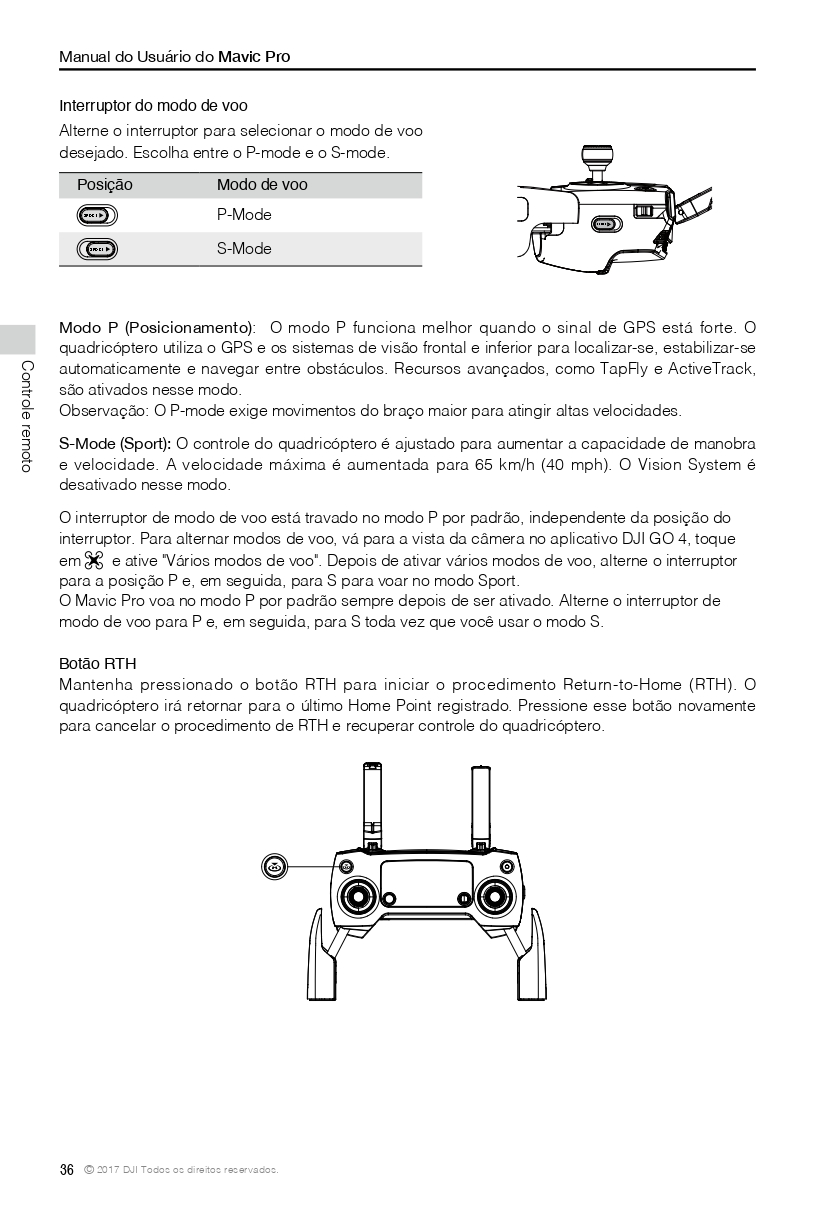 Manual do Usuário do Mavic Pro
Interruptor do modo de voo
Alterne o interruptor para selecionar o modo de voo
desejado. Escolha entre o P-mode e o S-mode.
Posição Modo de voo
P-Mode
S-Mode
Modo P (Posicionamento): O modo P funciona melhor quando o sinal de GPS está forte. O
quadricóptero utiliza o GPS e os sistemas de visão frontal e inferior para localizar-se, estabilizar-se
automaticamente e navegar entre obstáculos. Recursos avançados, como TapFly e ActiveTrack,
são ativados nesse modo.
Observação: O P-mode exige movimentos do braço maior para atingir altas velocidades.
S-Mode (Sport): O controle do quadricóptero é ajustado para aumentar a capacidade de manobra
e velocidade. A velocidade máxima é aumentada para 65 km/h (40 mph). O Vision System é
desativado nesse modo.
O interruptor de modo de voo está travado no modo P por padrão, independente da posição do
interruptor. Para alternar modos de voo, vá para a vista da câmera no aplicativo DJI GO 4, toque
em e ative "Vários modos de voo". Depois de ativar vários modos de voo, alterne o interruptor
para a posição P e, em seguida, para S para voar no modo Sport.
O Mavic Pro voa no modo P por padrão sempre depois de ser ativado. Alterne o interruptor de
modo de voo para P e, em seguida, para S toda vez que você usar o modo S.
Botão RTH
Mantenha pressionado o botão RTH para iniciar o procedimento Return-to-Home (RTH). O
quadricóptero irá retornar para o último Home Point registrado. Pressione esse botão novamente
para cancelar o procedimento de RTH e recuperar controle do quadricóptero.
Controle remoto
36 © 2017 DJI Todos os direitos reservados.